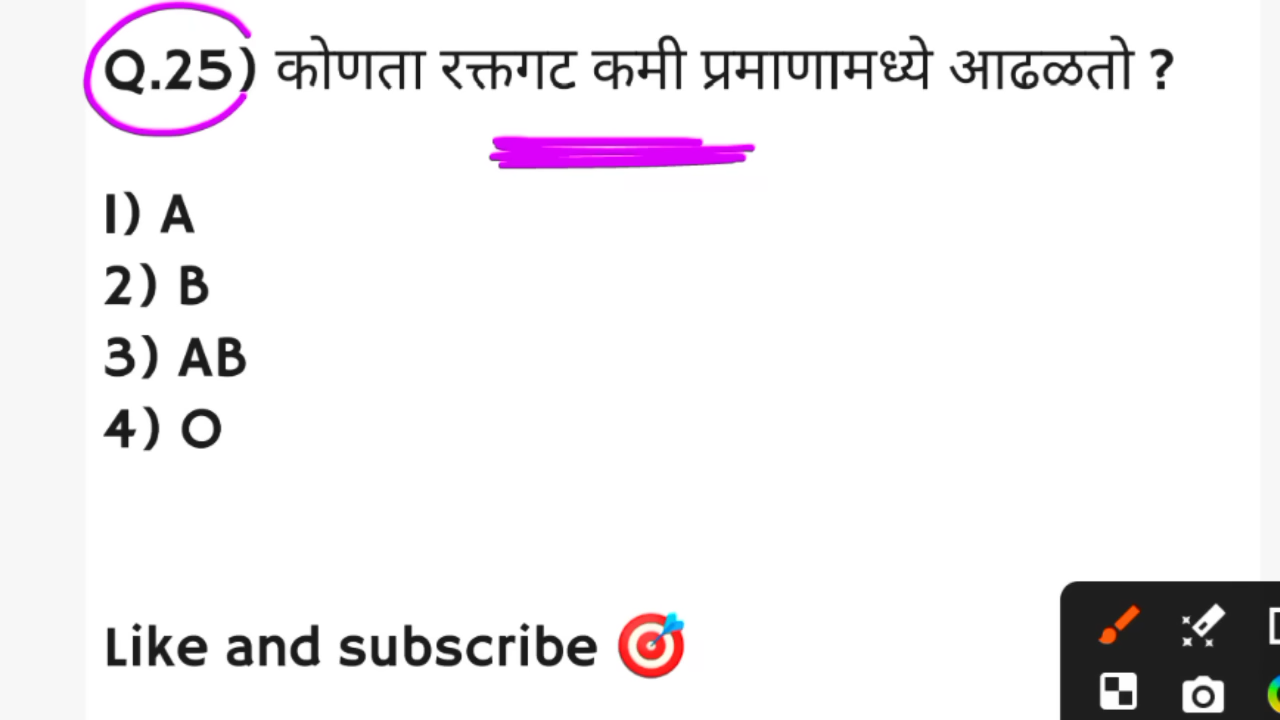 Q.25) कोणता रक्तगट कमी प्रमाणामध्ये आढळतो ?
1) A
2) B
3) AB
4) O
Like and subscribe 🎯